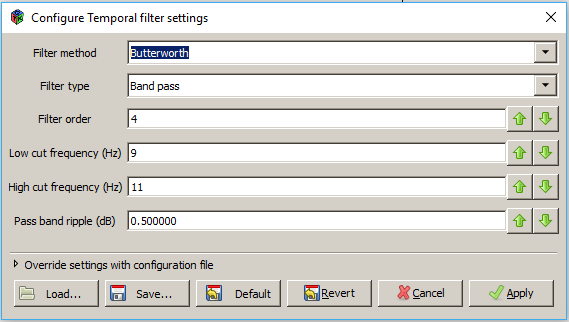 Configure Temporal filter settings
Filter method Butterworth
Filter type Band pass
Filter order 4
Low cut frequency (Hz) 9
High cut frequency (Hz) 11
Pass band ripple (dB) 0.500000
Override settings with configuration file
Load... Save... Default Revert Cancel Apply